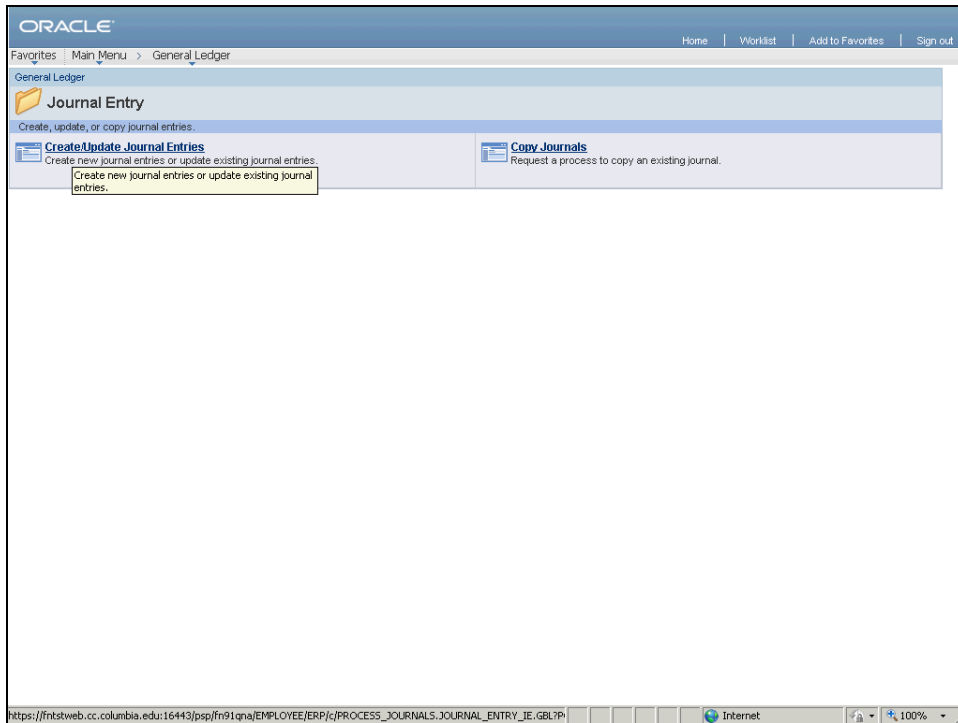 ORACLE
Home | Worklist | Add to Favorites | Sign out
Favorites Main Menu > General Ledger
General Ledger
Journal Entry
Create, update, or copy journal entries.
Create/Update Journal Entries
Create new journal entries or update existing journal entries.
Create new journal entries or update existing journal
entries.
Copy Journals
Request a process to copy an existing journal.
https://fntstweb.cc.columbia.edu:16443/psp/fn91qna/EMPLOYEE/ERP/c/PROCESS_JOURNALS.JOURNAL_ENTRY_IE.GBL?P
Internet
100%